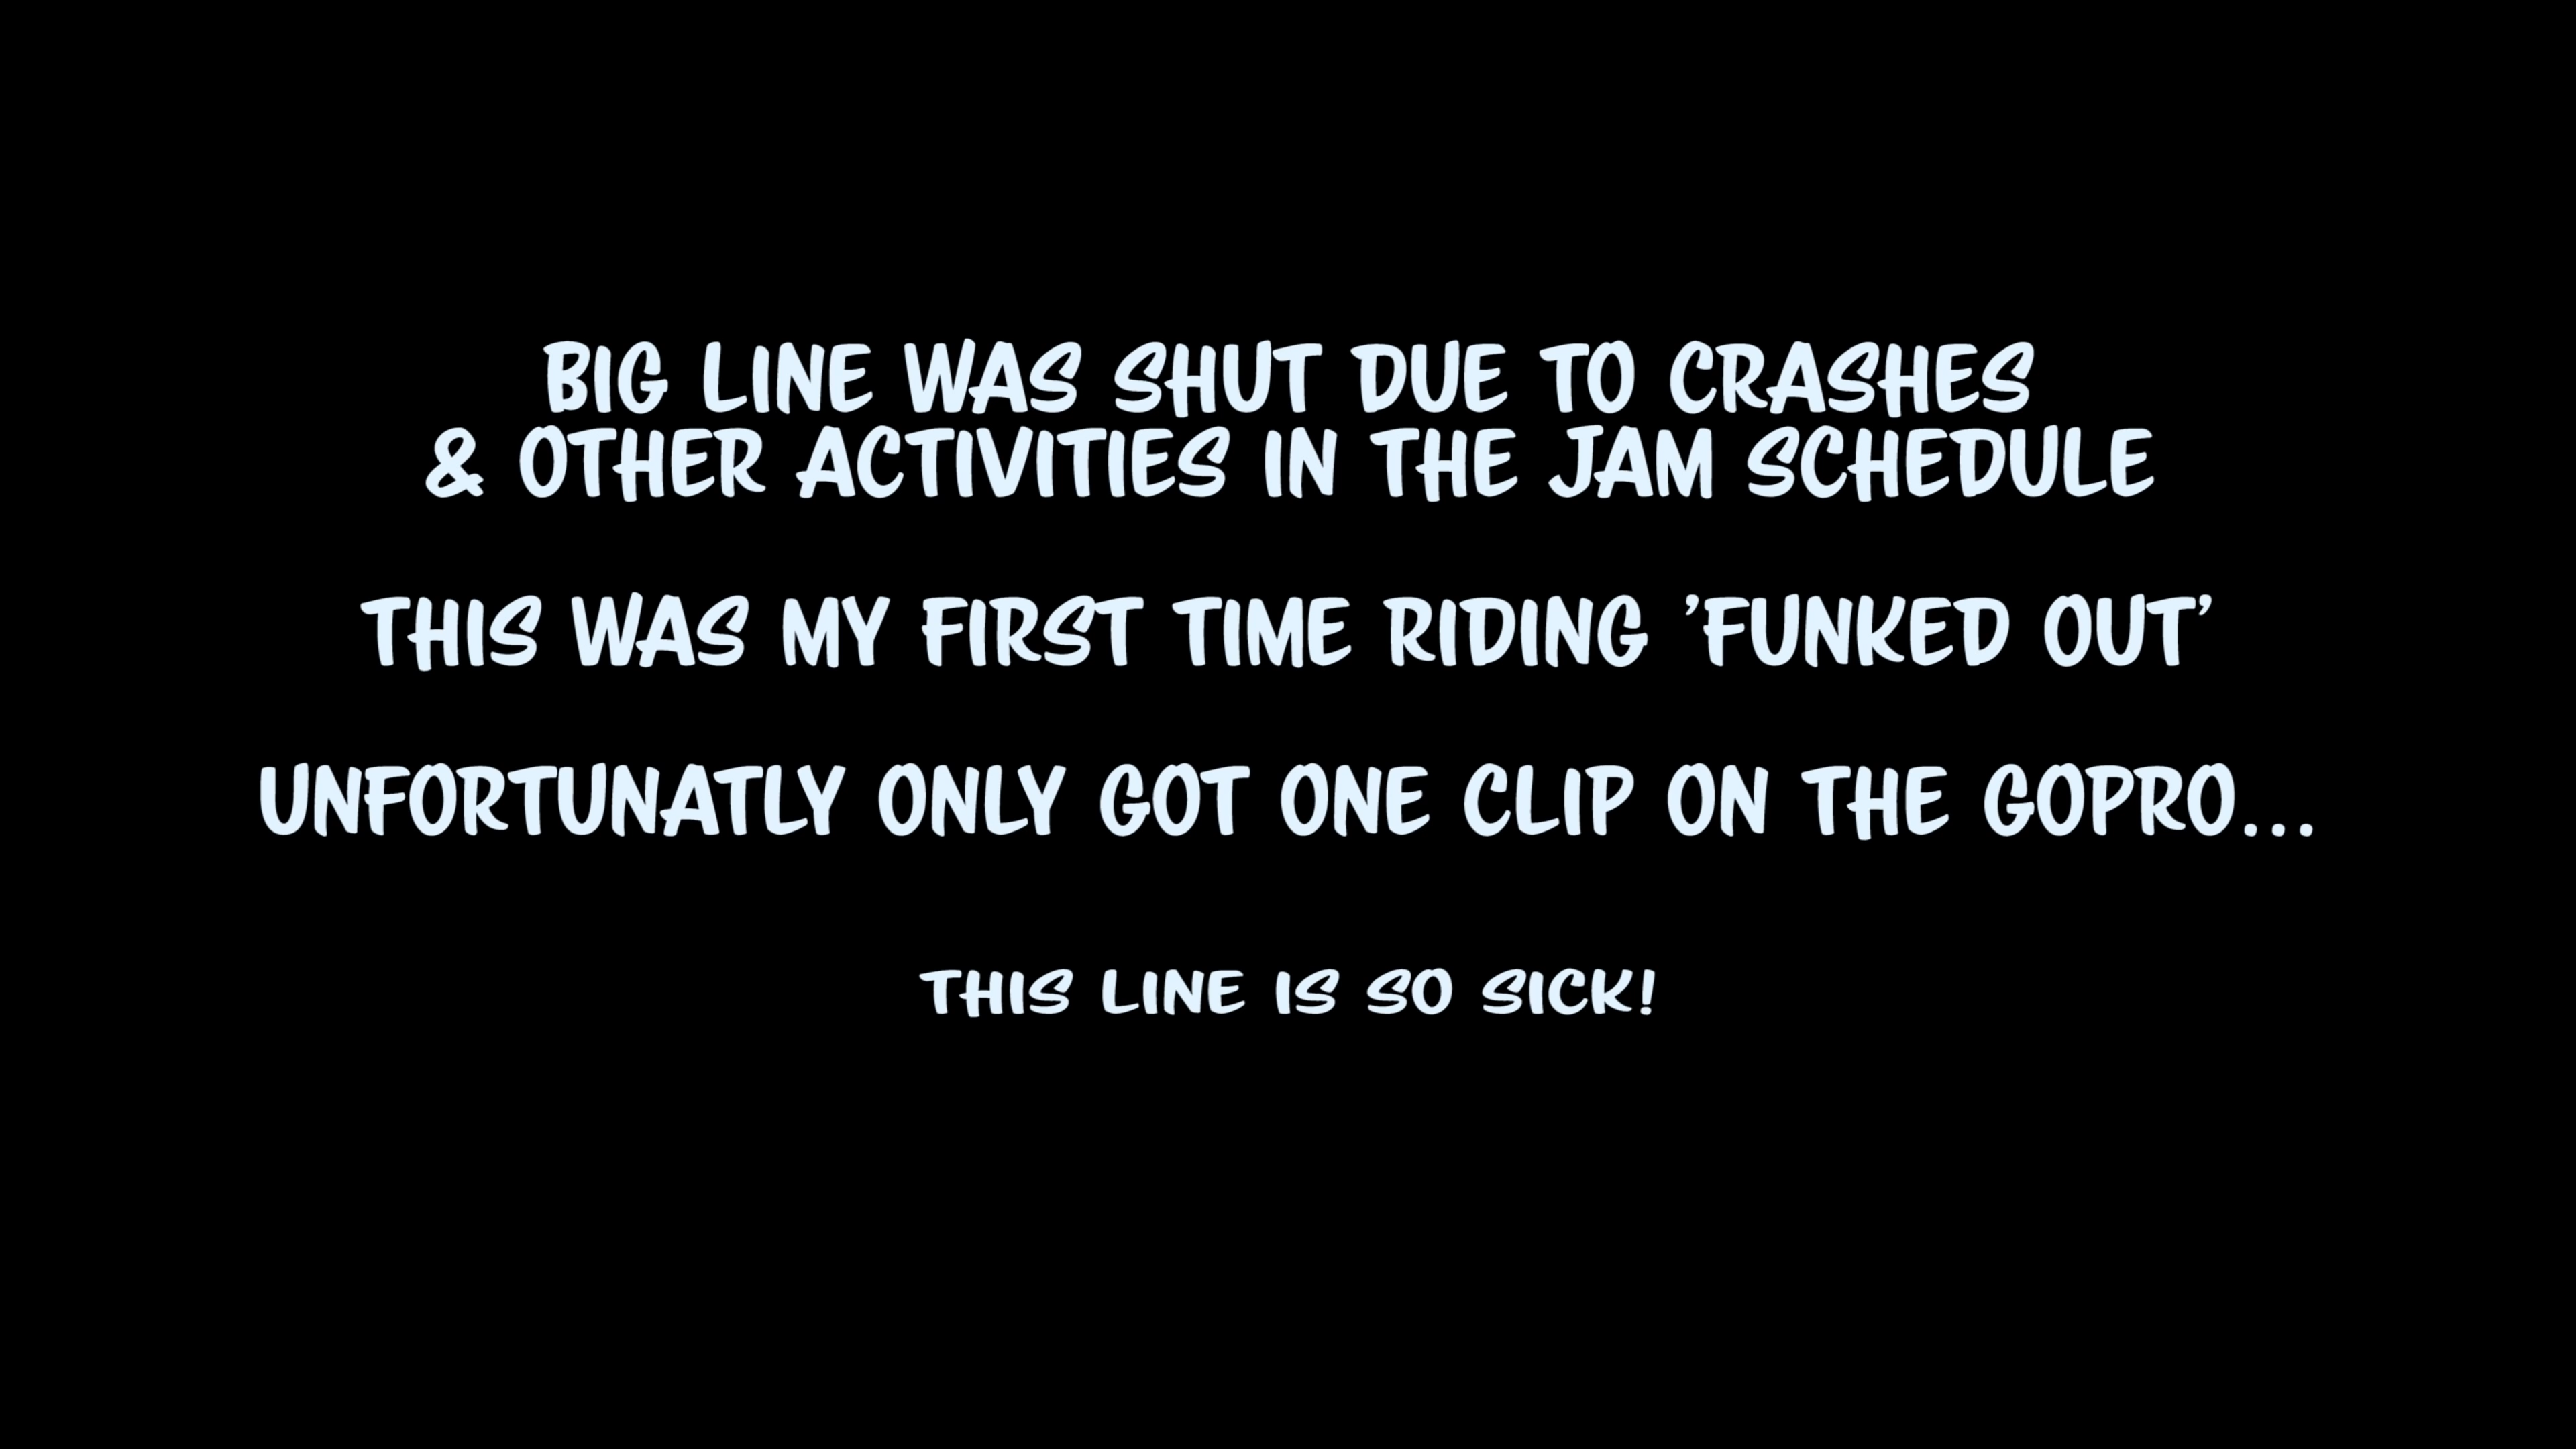 BIG LINE WAS SHUT DUE TO CRASHES
& OTHER ACTIVITIES IN THE JAM SCHEDULE
THIS WAS MY FIRST TIME RIDING 'FUNKED OUT'
UNFORTUNATLY ONLY GOT ONE CLIP ON THE GOPRO...
THIS LINE IS SO SICK!